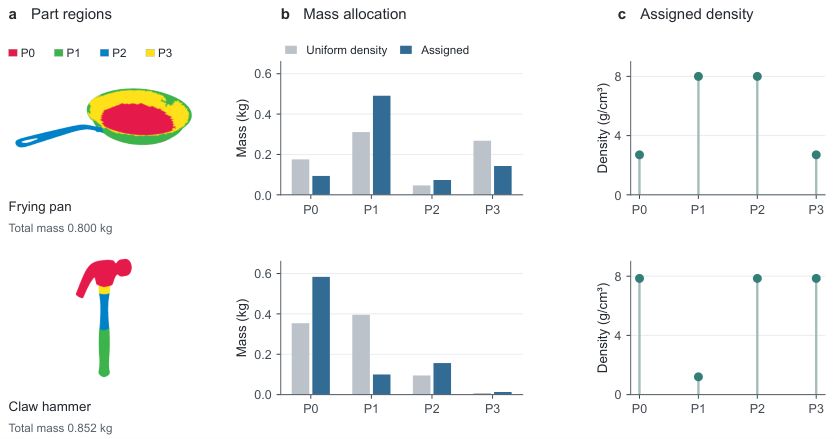 a Part regions
P0 P1 P2 P3
Frying pan
Total mass 0.800 kg
Claw hammer
Total mass 0.852 kg
b Mass allocation
Uniform density Assigned
Mass (kg)
0.6
0.4
0.2
0.0
P0 P1 P2 P3
Mass (kg)
0.6
0.4
0.2
0.0
P0 P1 P2 P3
c Assigned density
Density (g/cm³)
8
4
0
P0 P1 P2 P3
Density (g/cm³)
8
4
0
P0 P1 P2 P3